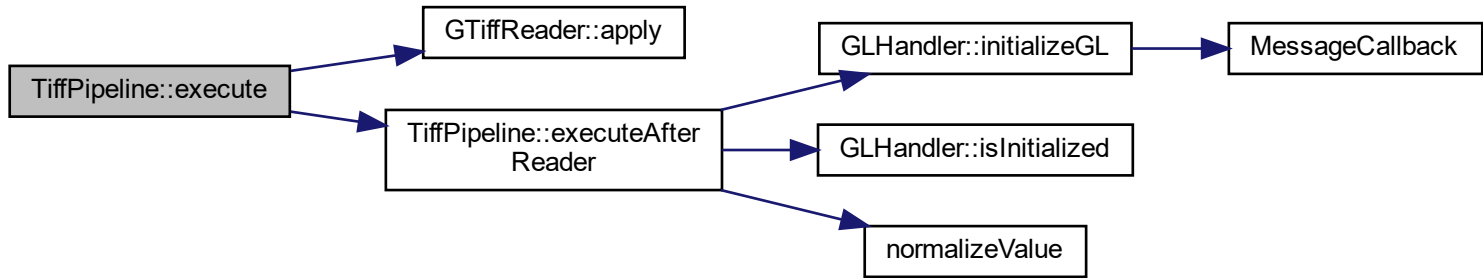 TiffPipeline::execute
GTiffReader::apply
TiffPipeline::executeAfter
Reader
GLHandler::initializeGL
MessageCallback
GLHandler::isInitialized
normalizeValue